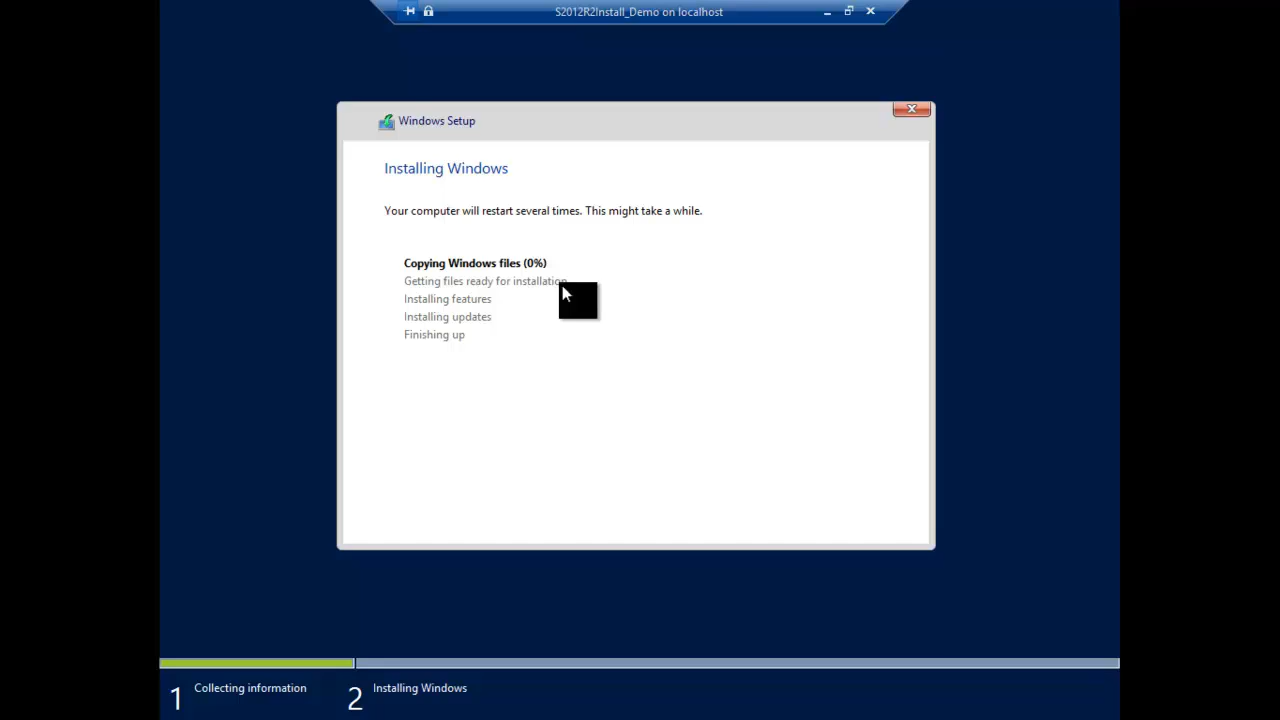 S2012R2Install_Demo on localhost
Windows Setup
Installing Windows
Your computer will restart several times. This might take a while.
Copying Windows files (0%)
Getting files ready for installation
Installing features
Installing updates
Finishing up
1 Collecting information
2 Installing Windows